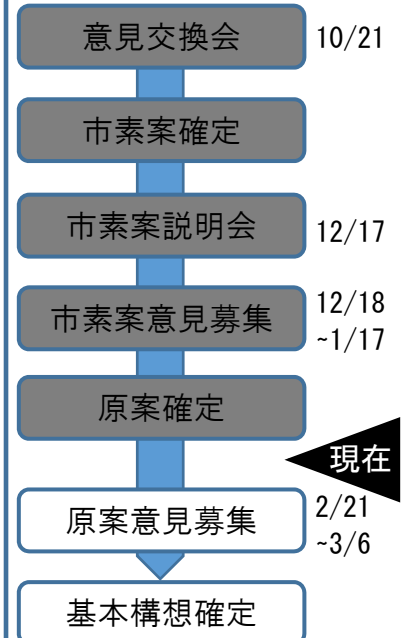 意見交換会 10/21
市素案確定
市素案説明会 12/17
市素案意見募集 12/18
~1/17
原案確定
現在
原案意見募集 2/21
~3/6
基本構想確定